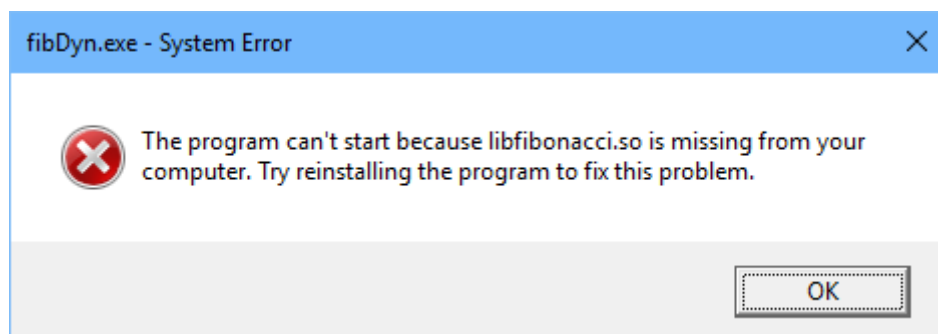 fibDyn.exe - System Error
The program can't start because libfibonacci.so is missing from your
computer. Try reinstalling the program to fix this problem.
OK